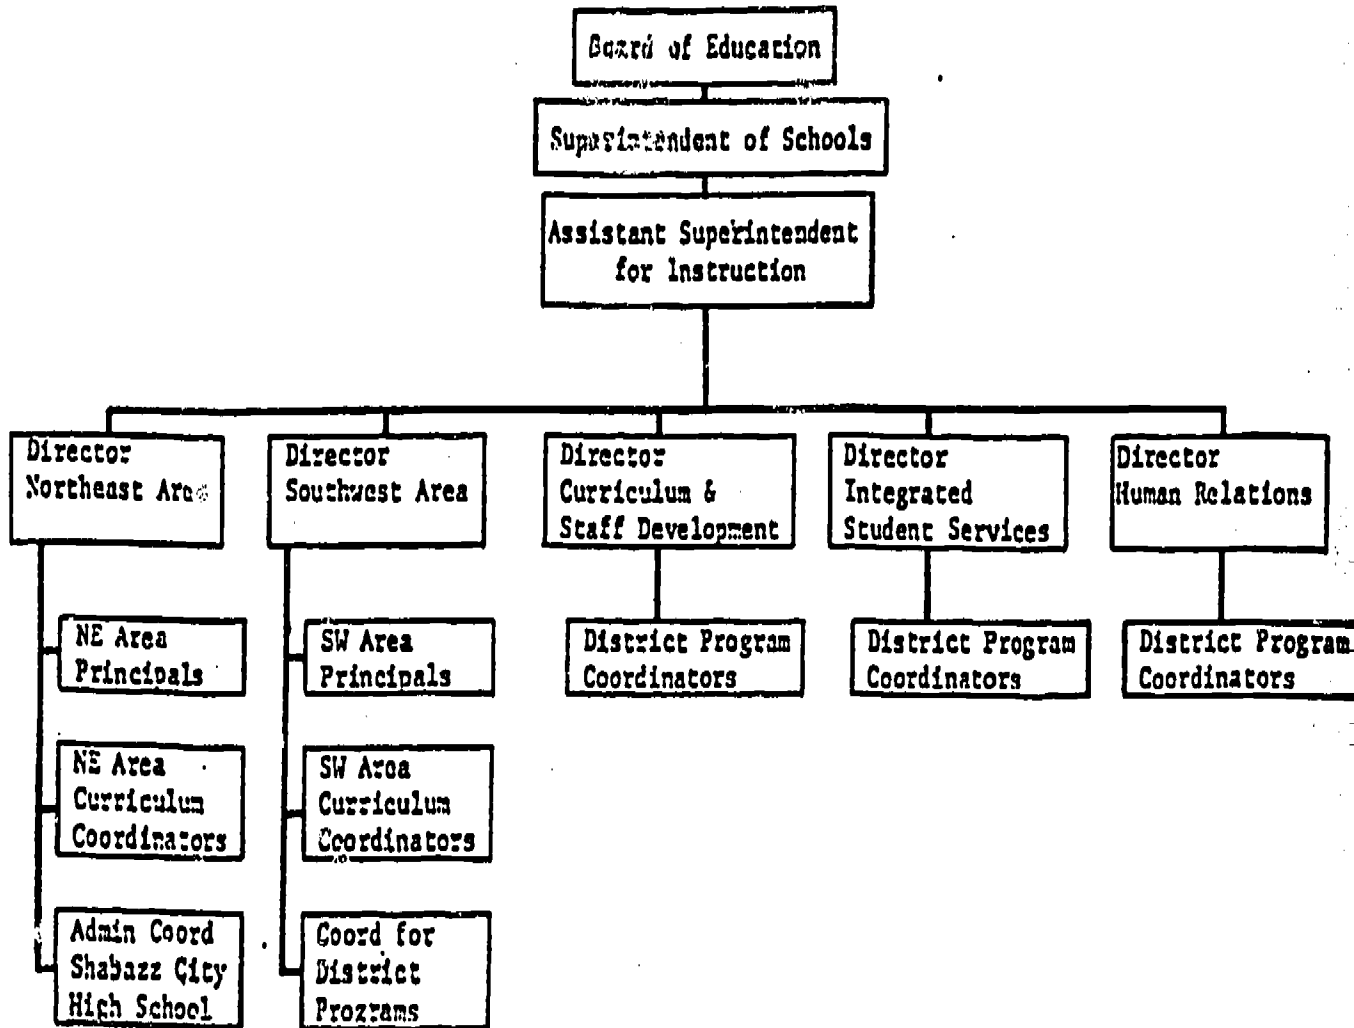 Board of Education
Superintendent of Schools
Assistant Superintendent
for Instruction
Director
Northeast Area
Director
Southwest Area
Director
Curriculum &
Staff Development
Director
Integrated
Student Services
Director
Human Relations
NE Area
Principals
SW Area
Principals
District Program
Coordinators
District Program
Coordinators
District Program
Coordinators
NE Area
Curriculum
Coordinators
SW Area
Curriculum
Coordinators
Admin Coord
Shabazz City
High School
Coord for
District
Programs